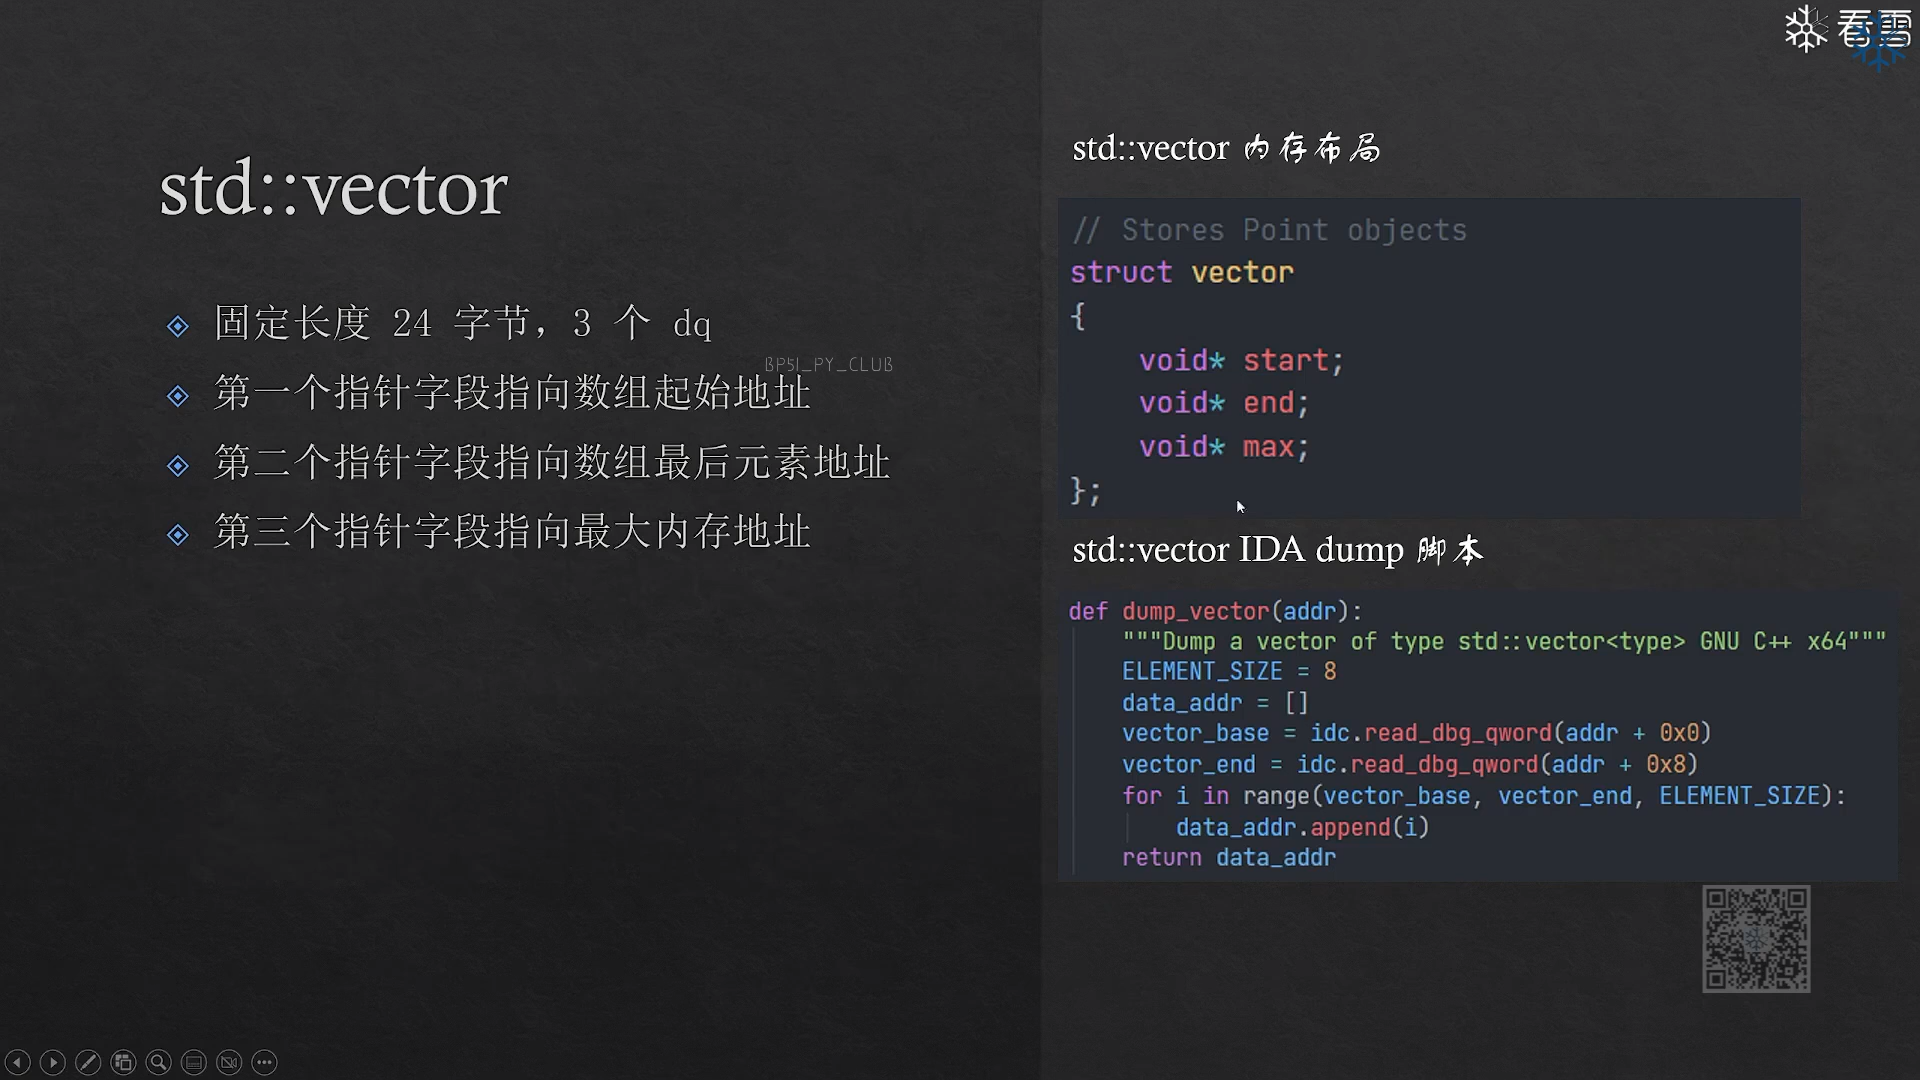 看雪
std::vector
固定长度 24 字节，3 个 dq
BP5I_PY_CLUB
第一个指针字段指向数组起始地址
第二个指针字段指向数组最后元素地址
第三个指针字段指向最大内存地址
std::vector 内存布局
// Stores Point objects
struct vector
{
    void* start;
    void* end;
    void* max;
};
std::vector IDA dump 脚本
def dump_vector(addr):
    """Dump a vector of type std::vector<type> GNU C++ x64"""
    ELEMENT_SIZE = 8
    data_addr = []
    vector_base = idc.read_dbg_qword(addr + 0x0)
    vector_end = idc.read_dbg_qword(addr + 0x8)
    for i in range(vector_base, vector_end, ELEMENT_SIZE):
        data_addr.append(i)
    return data_addr